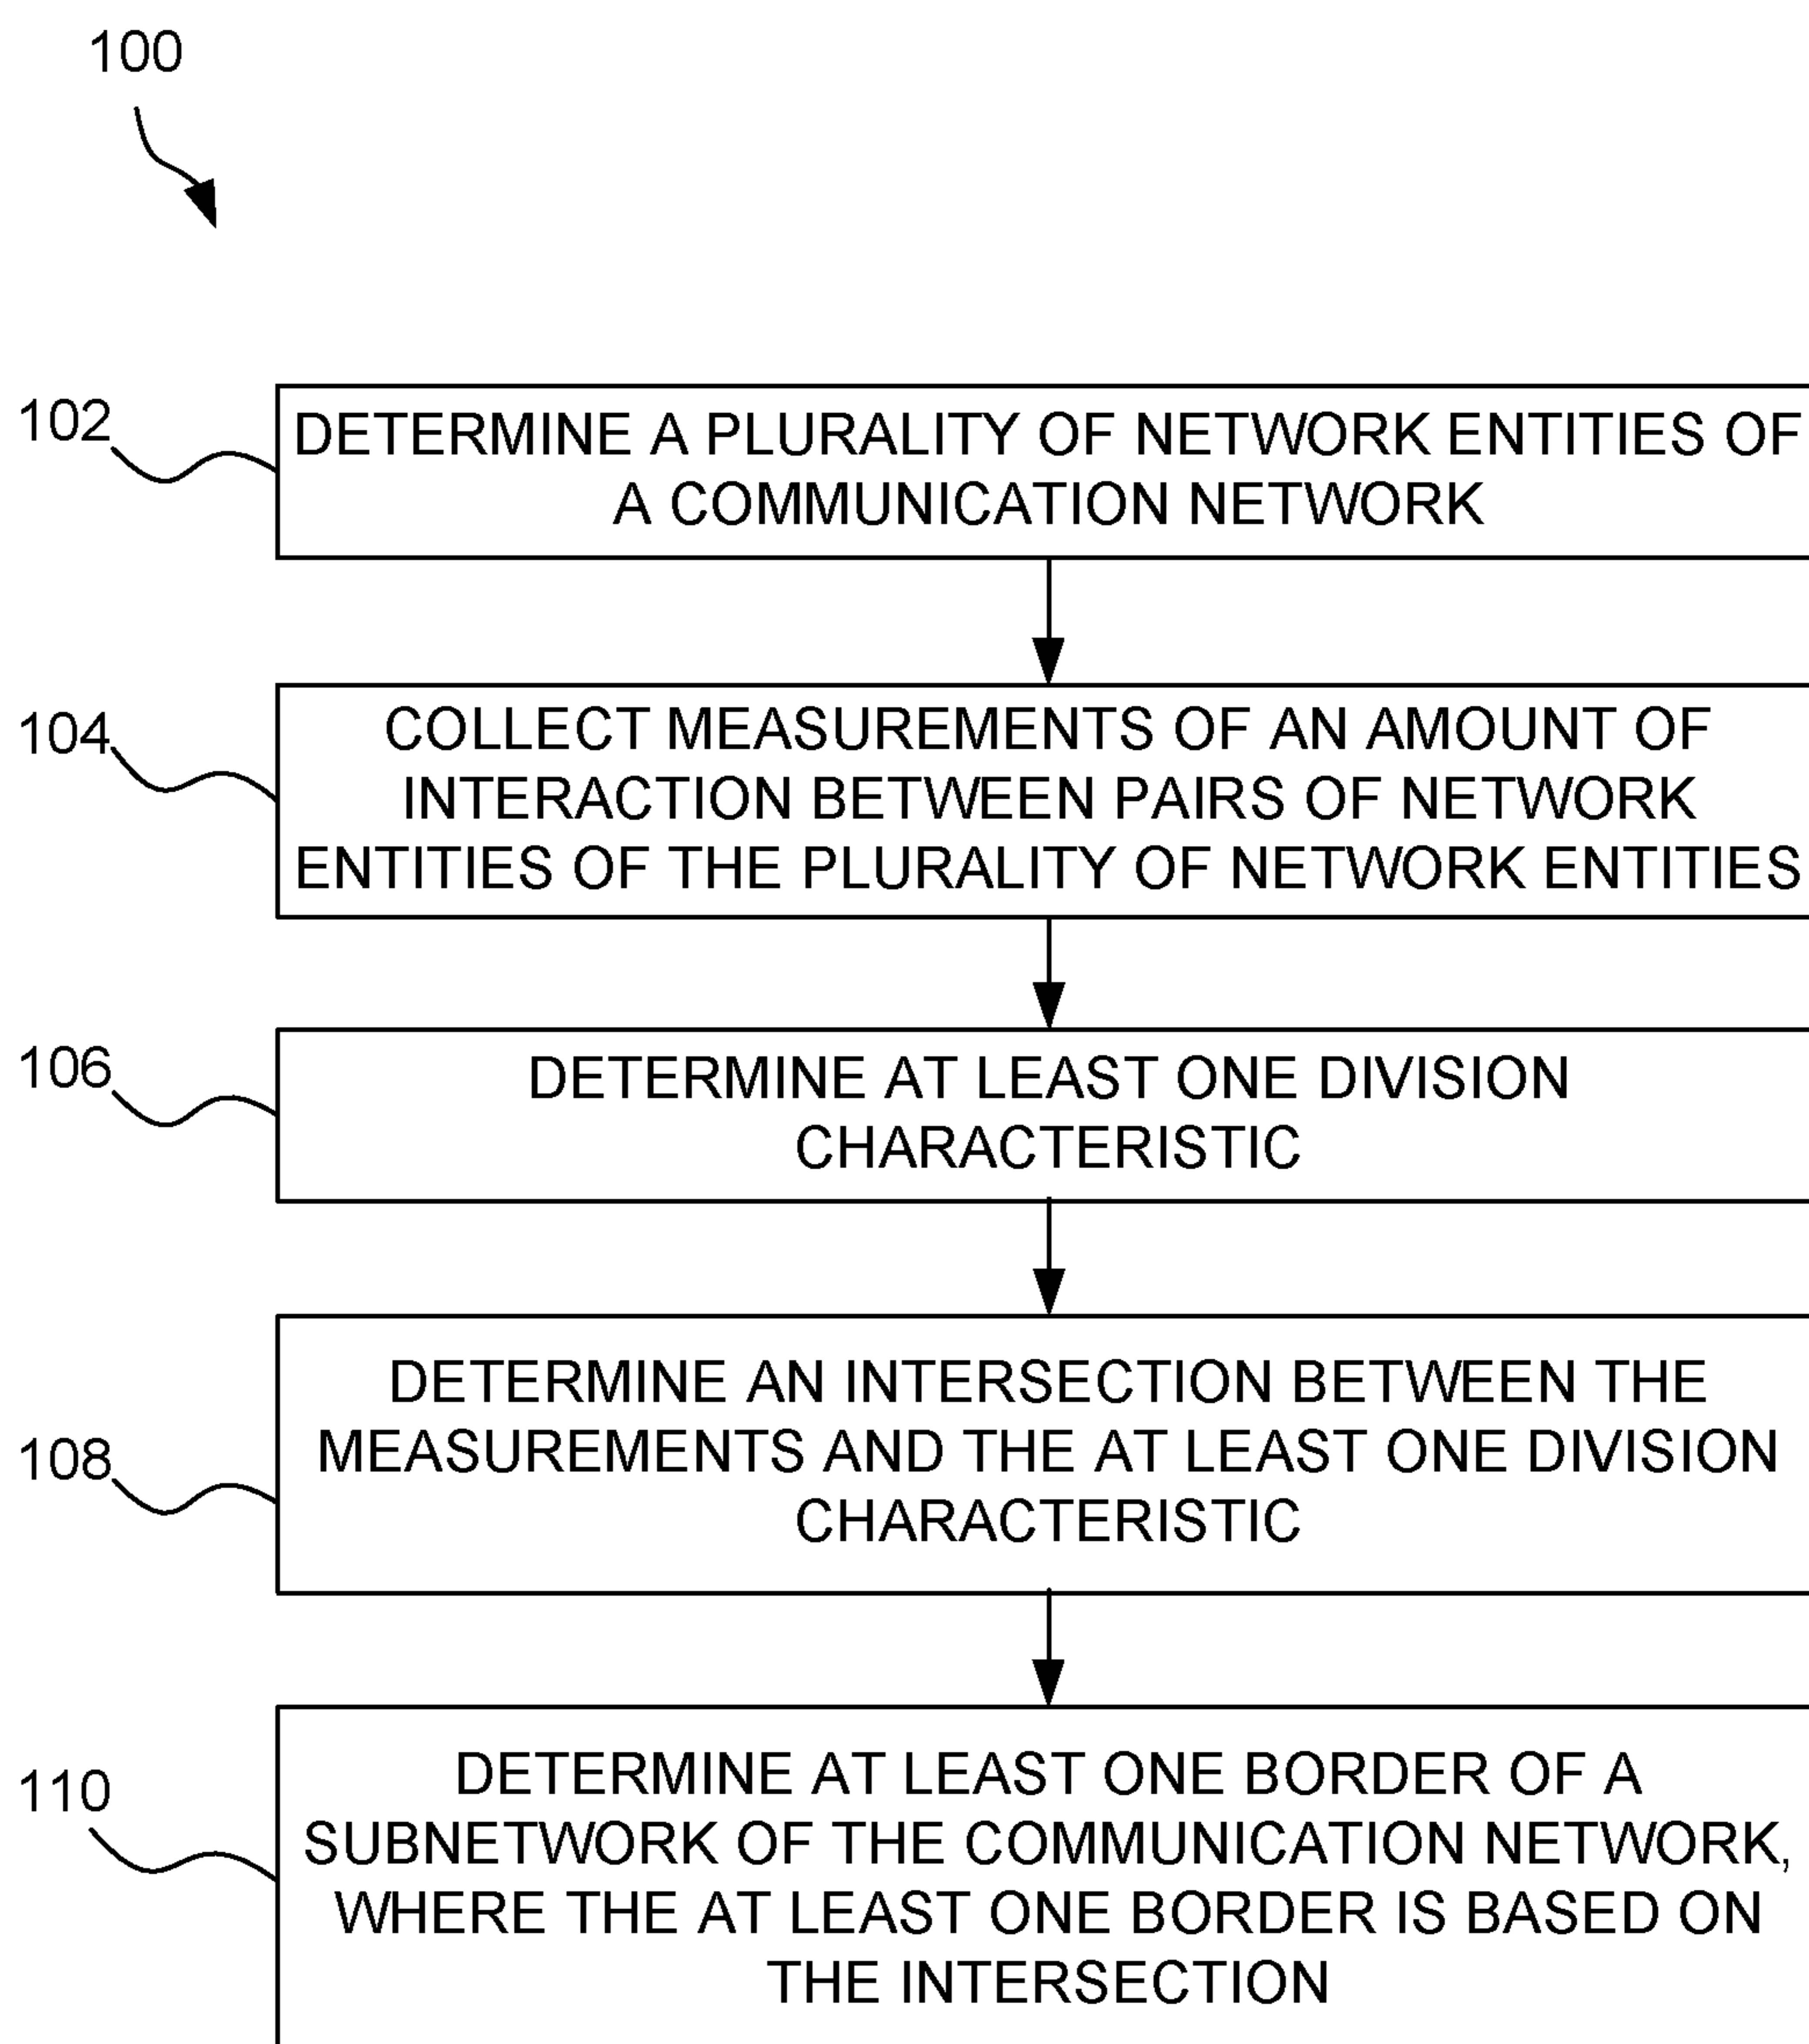 100
102
DETERMINE A PLURALITY OF NETWORK ENTITIES OF
A COMMUNICATION NETWORK
104
COLLECT MEASUREMENTS OF AN AMOUNT OF
INTERACTION BETWEEN PAIRS OF NETWORK
ENTITIES OF THE PLURALITY OF NETWORK ENTITIES
106
DETERMINE AT LEAST ONE DIVISION
CHARACTERISTIC
108
DETERMINE AN INTERSECTION BETWEEN THE
MEASUREMENTS AND THE AT LEAST ONE DIVISION
CHARACTERISTIC
110
DETERMINE AT LEAST ONE BORDER OF A
SUBNETWORK OF THE COMMUNICATION NETWORK,
WHERE THE AT LEAST ONE BORDER IS BASED ON
THE INTERSECTION